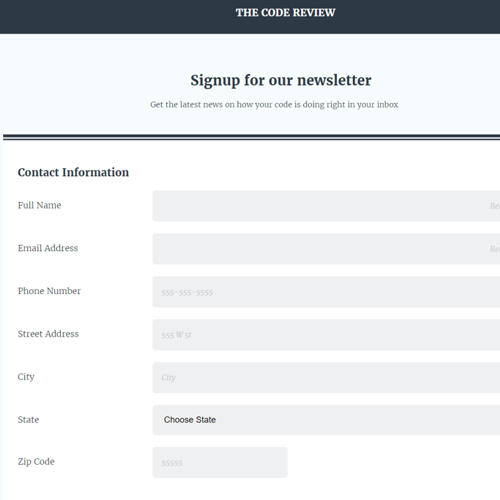 THE CODE REVIEW
Signup for our newsletter
Get the latest news on how your code is doing right in your inbox
Contact Information
Full Name
Email Address
Phone Number 555-555-5555
Street Address 555 W st
City City
State Choose State
Zip Code 55555